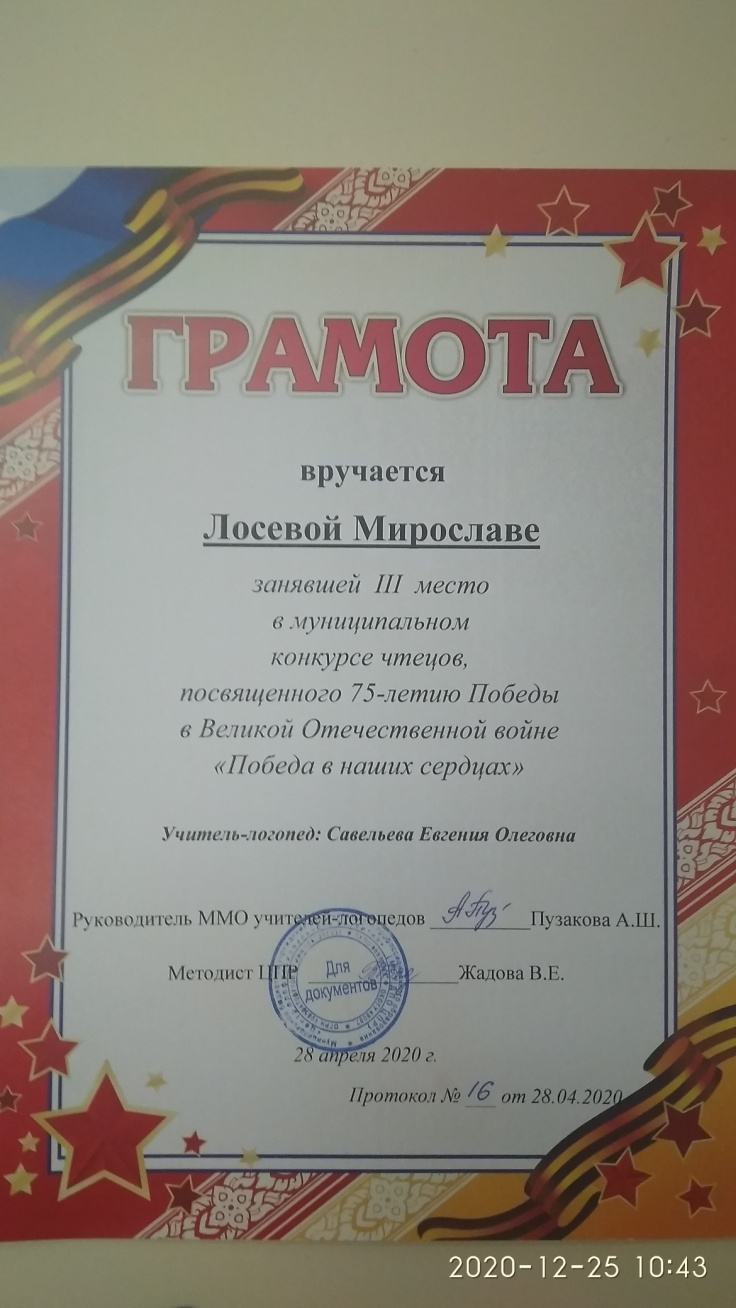 ГРАМОТА
вручается
Лосевой Мирославе
занявшей III место
в муниципальном
конкурсе чтецов,
посвященного 75-летию Победы
в Великой Отечественной войне
«Победа в наших сердцах»
Учитель-логопед: Савельева Евгения Олеговна
Руководитель ММО учителей-логопедов Пузакова А.Ш.
Методист ЦПР Жадова В.Е.
Для
документов
28 апреля 2020 г.
Протокол № 16 от 28.04.2020
2020-12-25 10:43